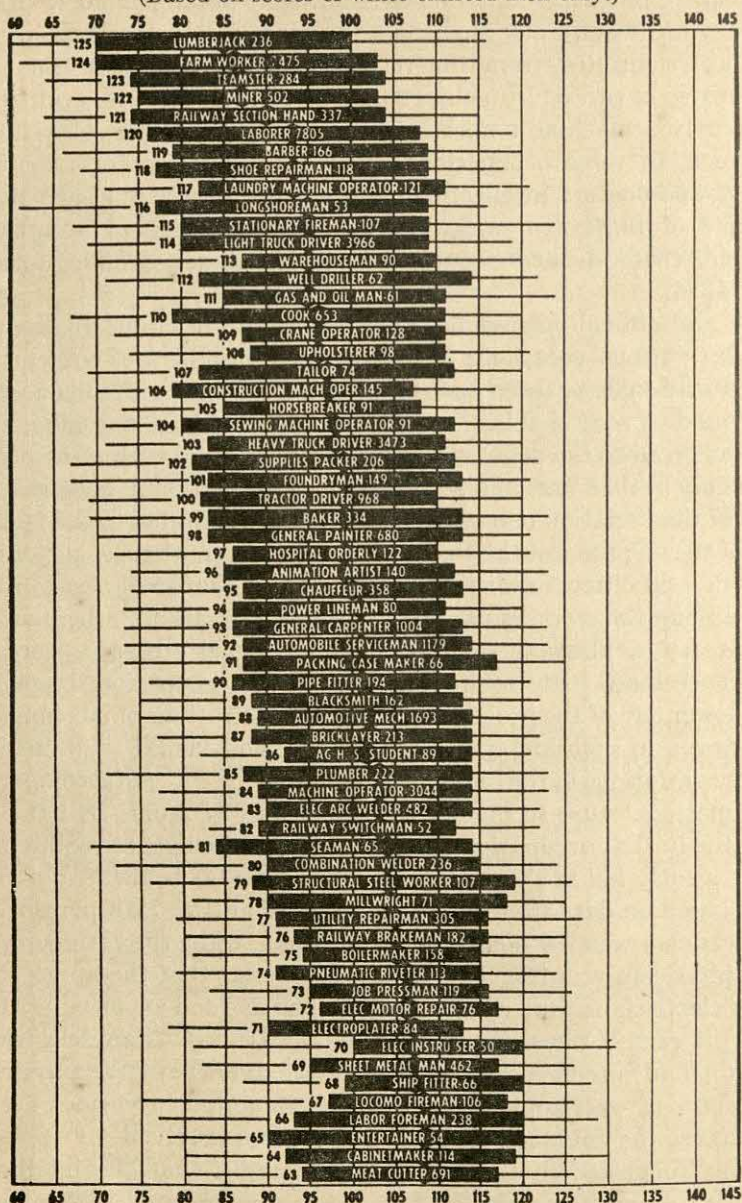 60 65 70 75 80 85 90 95 100 105 110 115 120 125 130 135 140 145
125 LUMBERJACK 236
124 FARM WORKER 7475
123 TEAMSTER 284
122 MINER 502
121 RAILWAY SECTION HAND 337
120 LABORER 7805
119 BARBER 166
118 SHOE REPAIRMAN 118
117 LAUNDRY MACHINE OPERATOR 121
116 LONGSHOREMAN 53
115 STATIONARY FIREMAN 107
114 LIGHT TRUCK DRIVER 3966
113 WAREHOUSEMAN 90
112 WELL DRILLER 62
111 GAS AND OIL MAN 61
110 COOK 653
109 CRANE OPERATOR 128
108 UPHOLSTERER 98
107 TAILOR 74
106 CONSTRUCTION MACH OPER 145
105 HORSEBREAKER 91
104 SEWING MACHINE OPERATOR 91
103 HEAVY TRUCK DRIVER 3473
102 SUPPLIES PACKER 206
101 FOUNDRYMAN 149
100 TRACTOR DRIVER 968
99 BAKER 334
98 GENERAL PAINTER 680
97 HOSPITAL ORDERLY 122
96 ANIMATION ARTIST 140
95 CHAUFFEUR 358
94 POWER LINEMAN 80
93 GENERAL CARPENTER 1004
92 AUTOMOBILE SERVICEMAN 1179
91 PACKING CASE MAKER 66
90 PIPE FITTER 194
89 BLACKSMITH 162
88 AUTOMOTIVE MECH 1693
87 BRICKLAYER 213
86 AG H. S. STUDENT 89
85 PLUMBER 222
84 MACHINE OPERATOR 3044
83 ELEC ARC WELDER 482
82 RAILWAY SWITCHMAN 52
81 SEAMAN 65
80 COMBINATION WELDER 236
79 STRUCTURAL STEEL WORKER 107
78 MILLWRIGHT 71
77 UTILITY REPAIRMAN 305
76 RAILWAY BRAKEMAN 182
75 BOILERMAKER 158
74 PNEUMATIC RIVETER 113
73 JOB PRESSMAN 119
72 ELEC MOTOR REPAIR 76
71 ELECTROPLATER 84
70 ELEC INSTRU SER 50
69 SHEET METAL MAN 462
68 SHIP FITTER 66
67 LOCOMO FIREMAN 106
66 LABOR FOREMAN 238
65 ENTERTAINER 54
64 CABINETMAKER 114
63 MEAT CUTTER 691
60 65 70 75 80 85 90 95 100 105 110 115 120 125 130 135 140 145